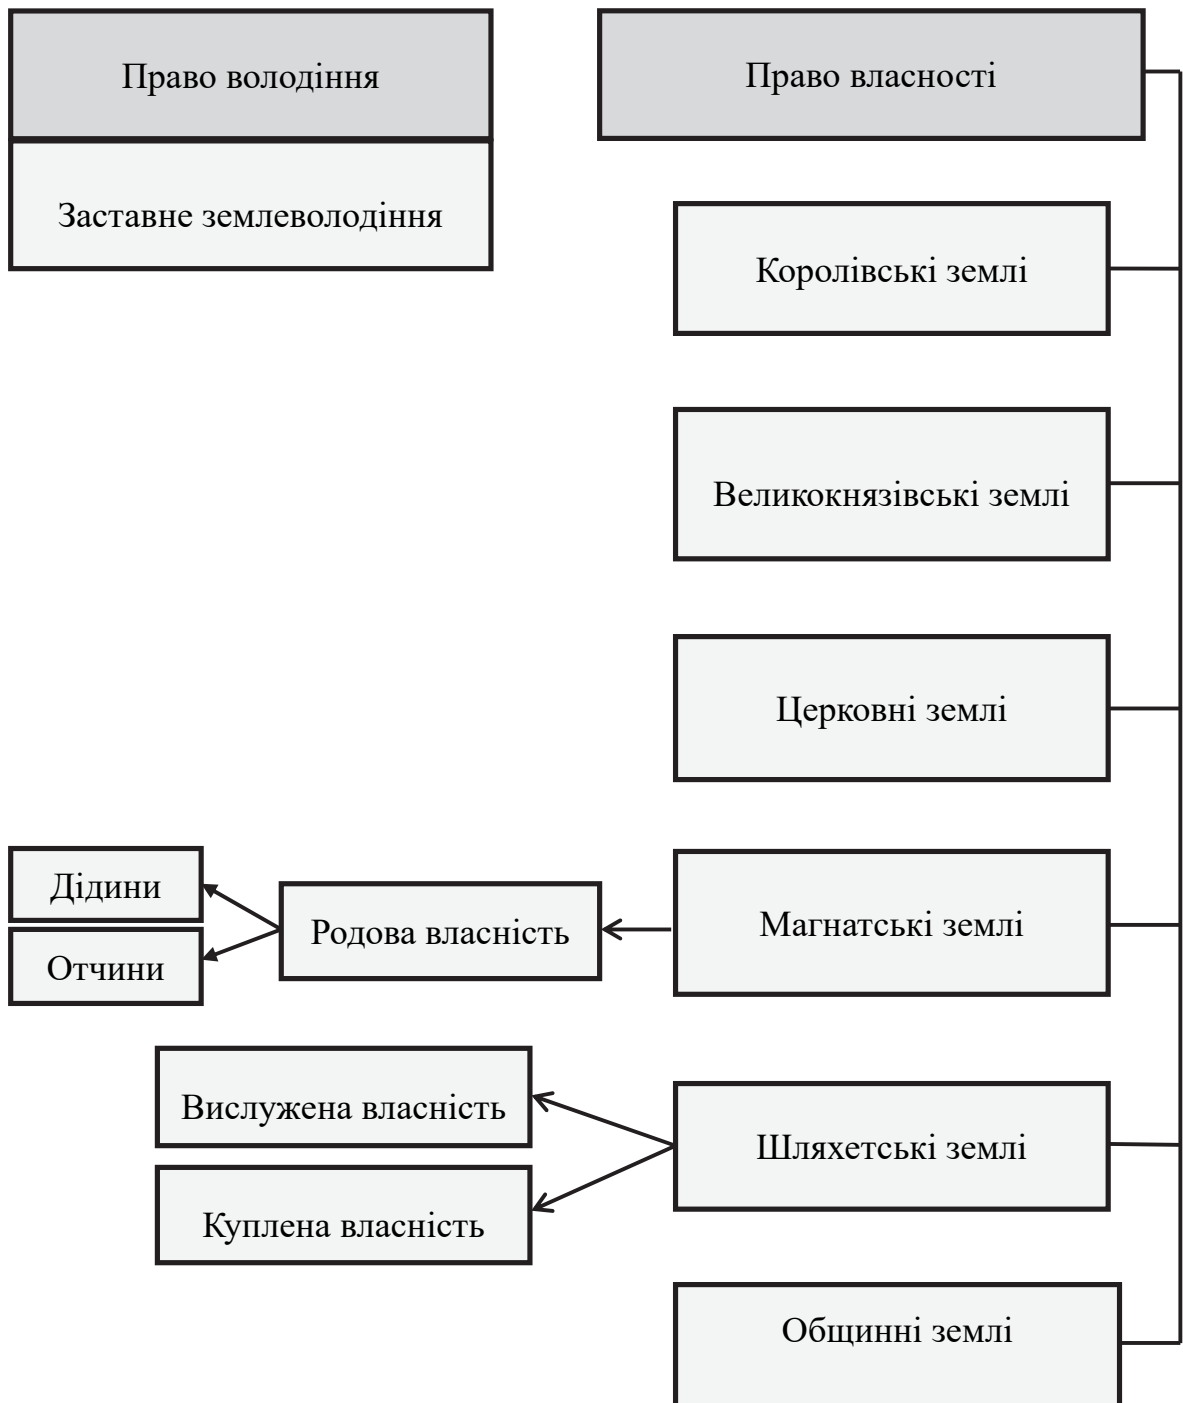 Право володіння
Право власності
Заставне землеволодіння
Королівські землі
Великокнязівські землі
Церковні землі
Дідини
Отчини
Родова власність
Магнатські землі
Вислужена власність
Куплена власність
Шляхетські землі
Общинні землі